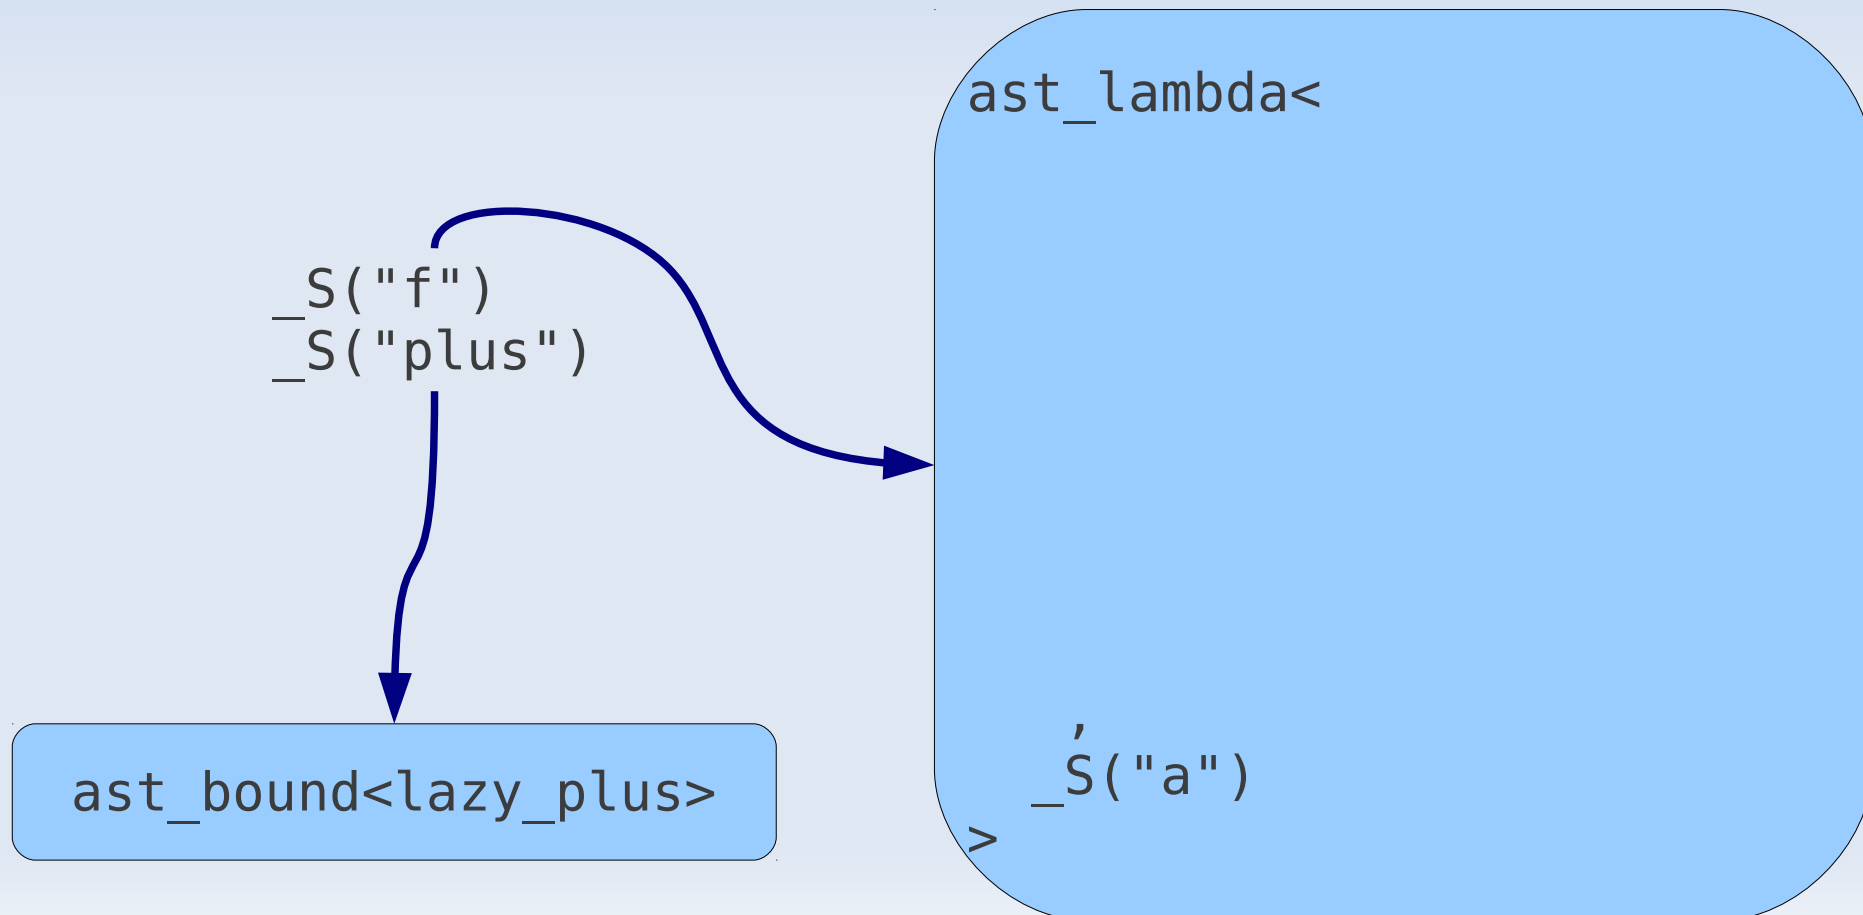 ast_lambda<
_S("f")
_S("plus")
,
_S("a")
>
ast_bound<lazy_plus>